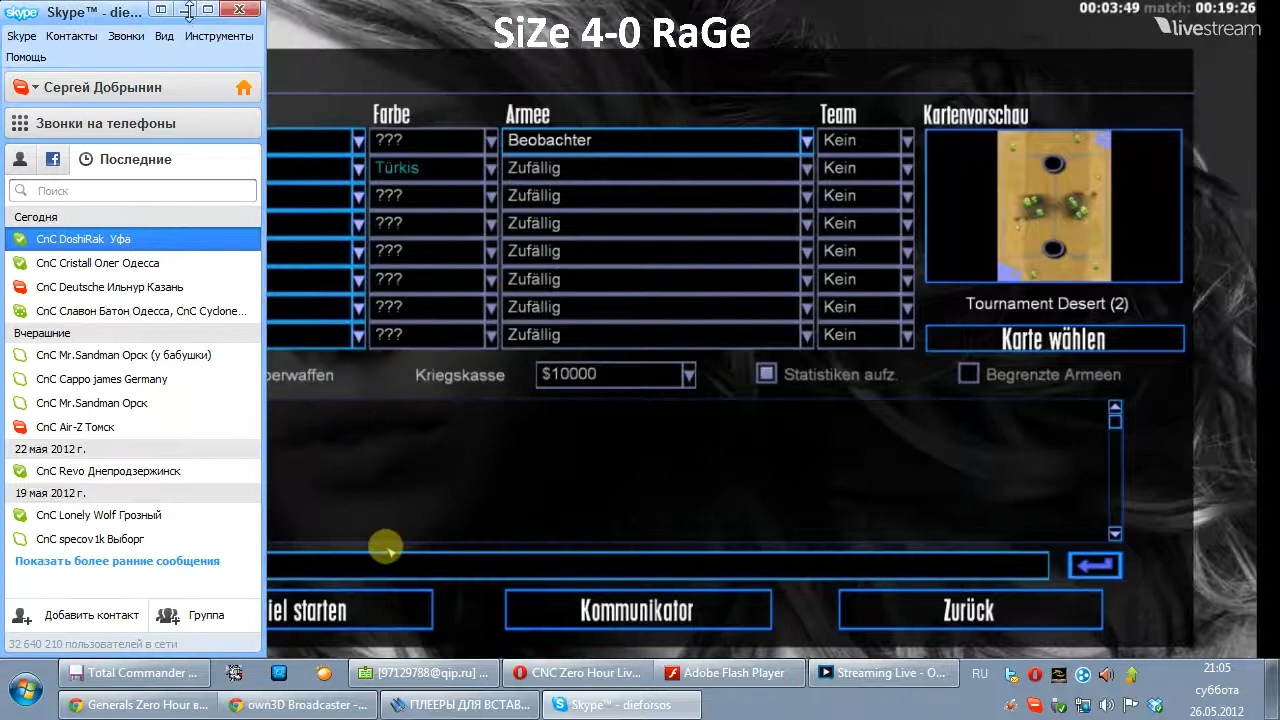 Skype™ - die...
Skype Контакты Звонки Вид Инструменты
Помощь
Сергей Добрынин
Звонки на телефоны
Последние
Поиск
Сегодня
CnC DoshiRak Уфа
CnC Cristall Олег Одесса
CnC Deutsche Илькур Казань
CnC Славон Батон Одесса, CnC Cyclone...
Вчерашние
CnC Mr.Sandman Орск (у бабушки)
CnC Cappo james Germany
CnC Mr.Sandman Орск
CnC Air-Z Томск
22 мая 2012 г.
CnC Revo Днепродзержинск
19 мая 2012 г.
CnC Lonely Wolf Грозный
CnC specov1k Выборг
Показать более ранние сообщения
Добавить контакт Группа
32 640 210 пользователей в сети
SiZe 4-0 RaGe
00:03:49 match: 00:19:26
livestream
Farbe Armee Team Kartenvorschau
??? Beobachter Kein
Türkis Zufällig Kein
??? Zufällig Kein
??? Zufällig Kein
??? Zufällig Kein
??? Zufällig Kein
??? Zufällig Kein
??? Zufällig Kein
Tournament Desert (2)
Karte wählen
berwaffen Kriegskasse $10000 Statistiken aufz. Begrenzte Armeen
iel starten Kommunikator Zurück
Total Commander ... [97129788@qip.ru] ... CNC Zero Hour Liv... Adobe Flash Player Streaming Live - O... RU
Generals Zero Hour в... own3D Broadcaster -... ПЛЕЕРЫ ДЛЯ ВСТАВ... Skype™ - dieforsos
21:05
суббота
26.05.2012